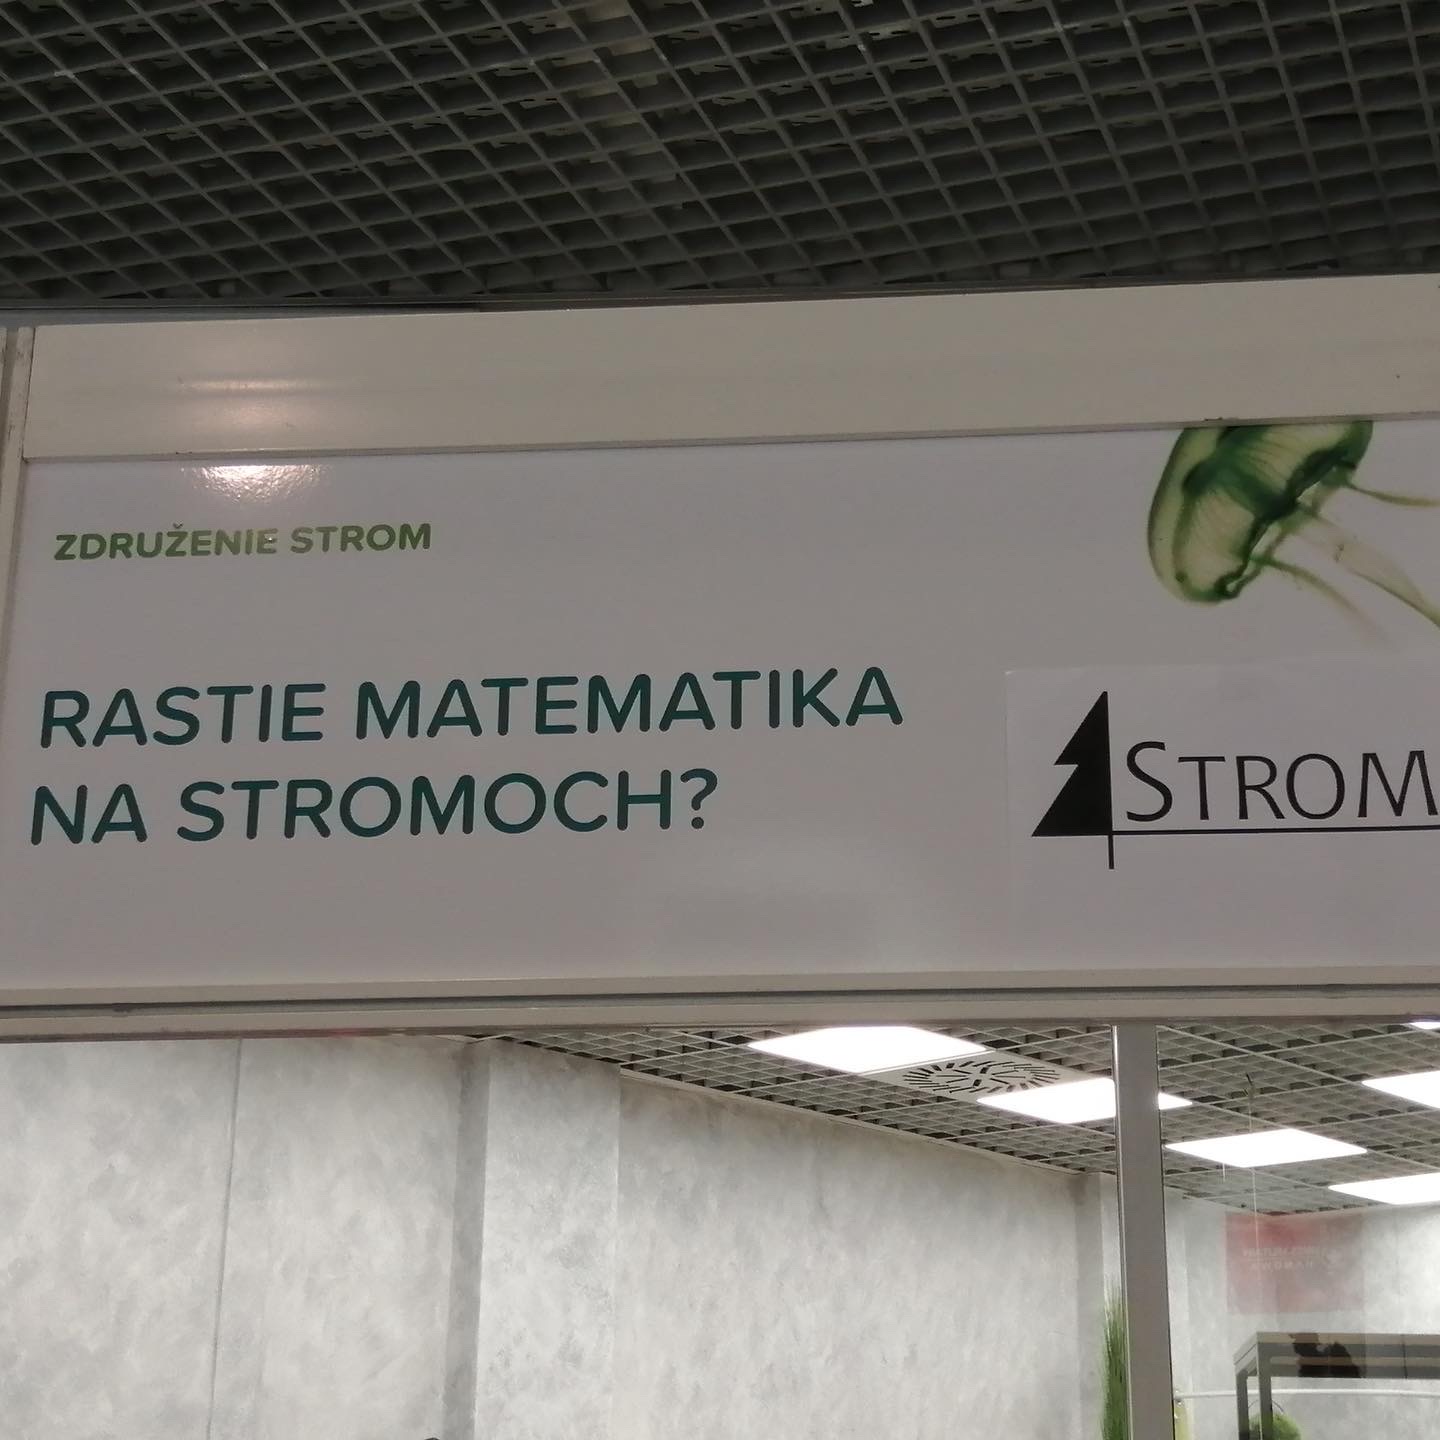 ZDRUŽENIE STROM
RASTIE MATEMATIKA
NA STROMOCH?
STROM